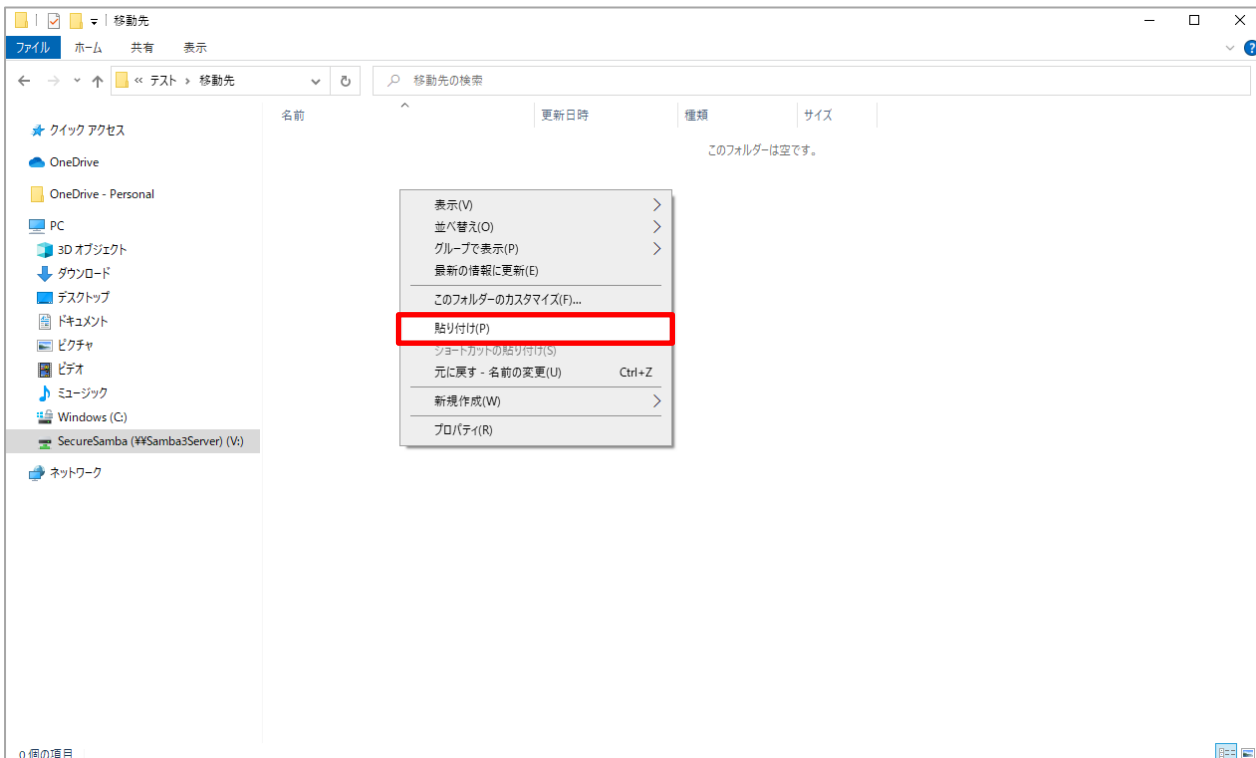 移動先
ファイル ホーム 共有 表示
« テスト › 移動先 移動先の検索
名前 更新日時 種類 サイズ
このフォルダーは空です。
クイック アクセス
OneDrive
OneDrive - Personal
PC
3D オブジェクト
ダウンロード
デスクトップ
ドキュメント
ピクチャ
ビデオ
ミュージック
Windows (C:)
SecureSamba (¥¥Samba3Server) (V:)
ネットワーク
表示(V)
並べ替え(O)
グループで表示(P)
最新の情報に更新(E)
このフォルダーのカスタマイズ(F)...
貼り付け(P)
ショートカットの貼り付け(S)
元に戻す - 名前の変更(U) Ctrl+Z
新規作成(W)
プロパティ(R)
0 個の項目